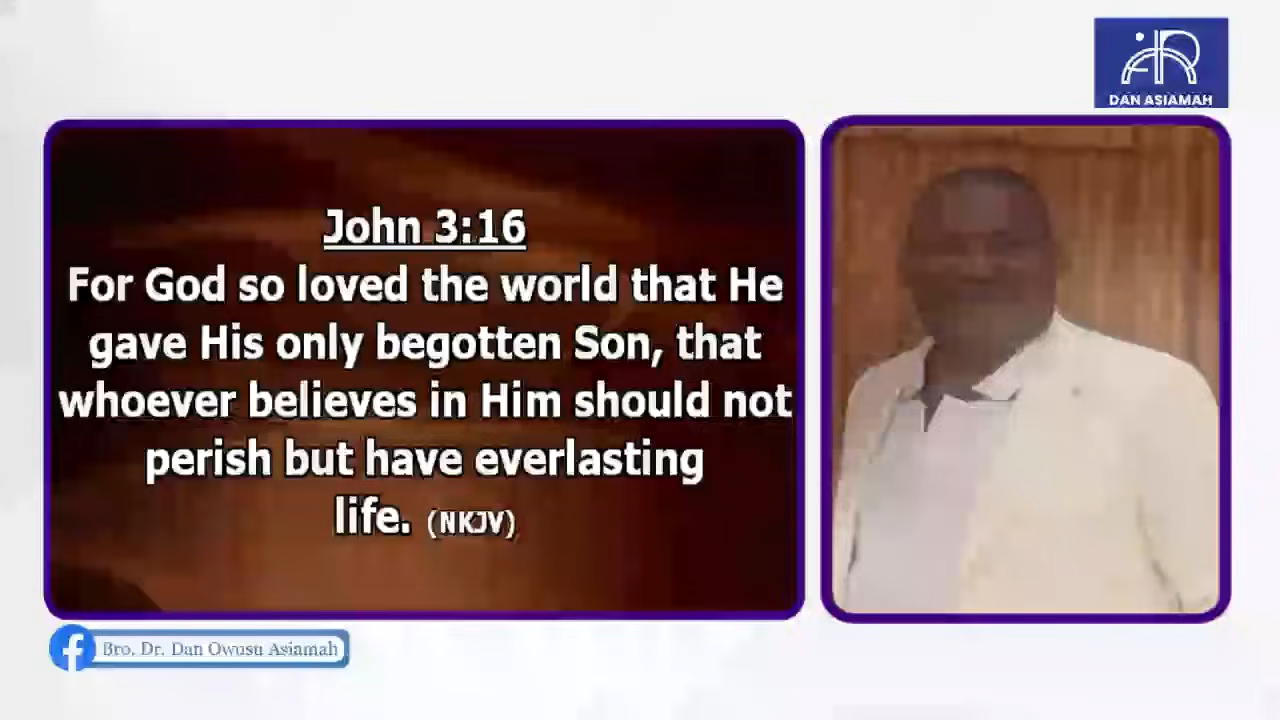 DAN ASIAMAH
John 3:16
For God so loved the world that He
gave His only begotten Son, that
whoever believes in Him should not
perish but have everlasting
life. (NKJV)
Bro. Dr. Dan Owusu Asiamah